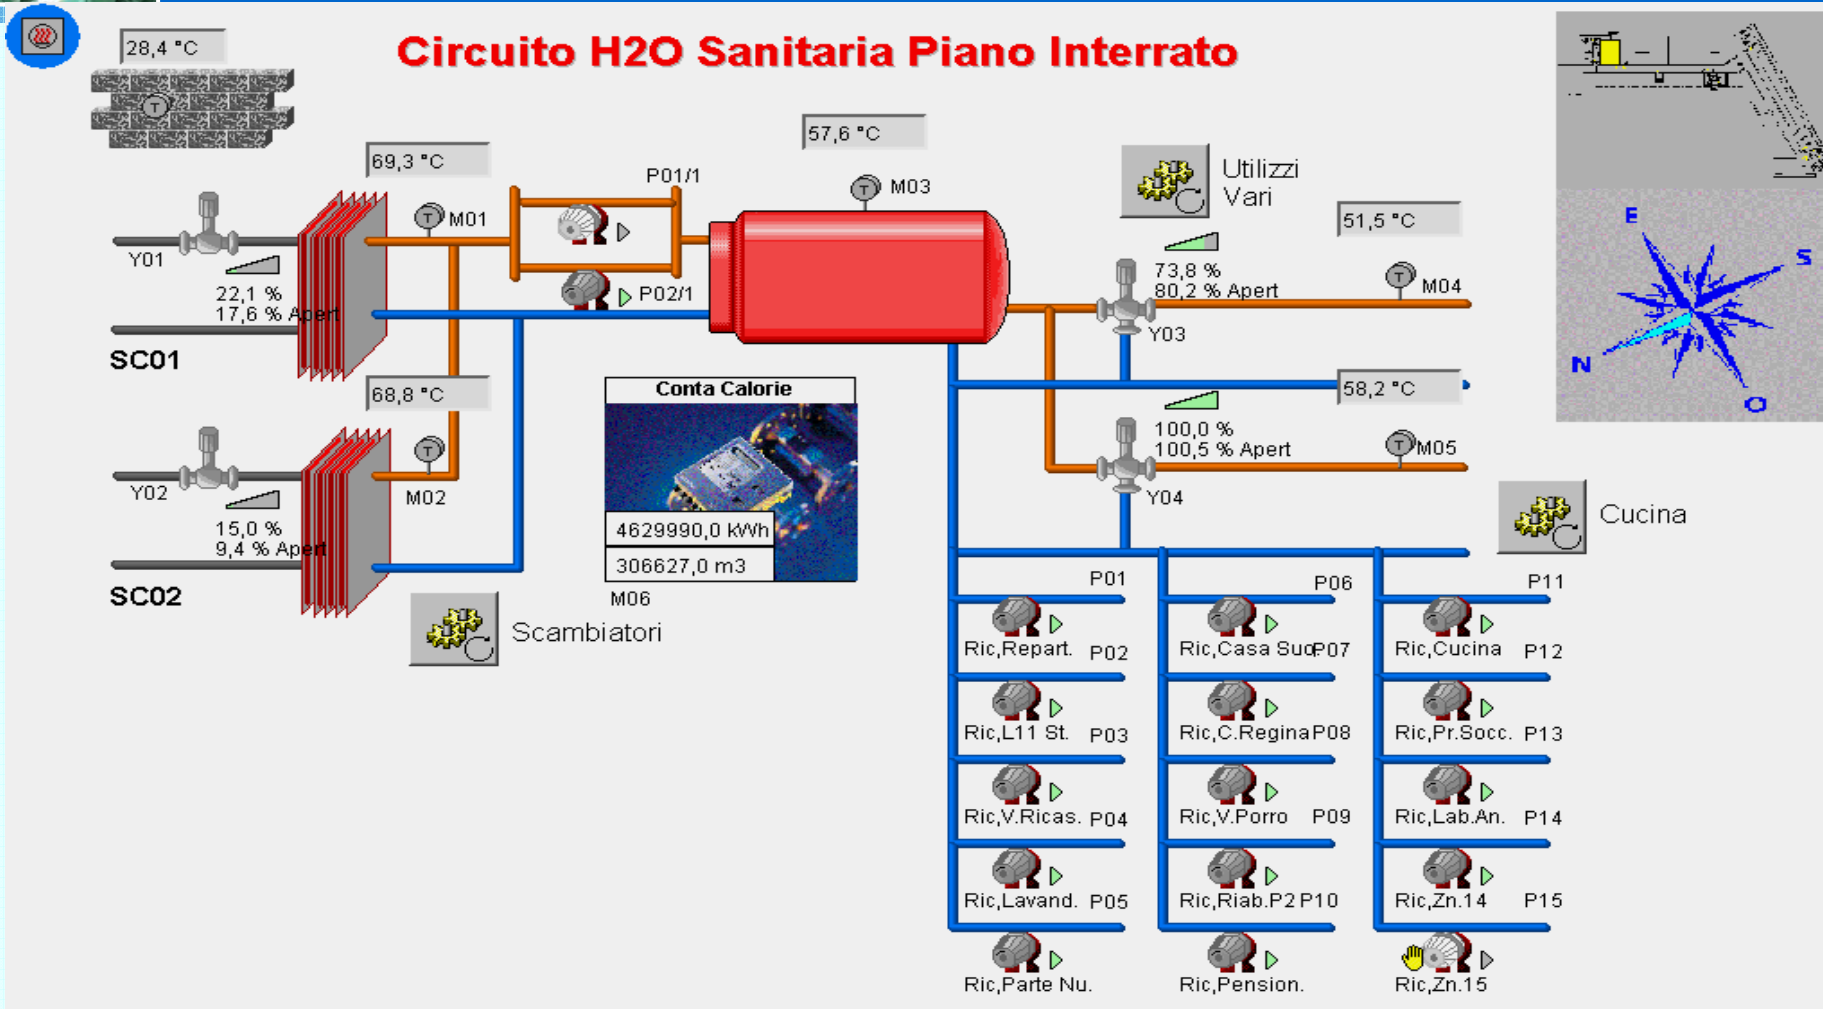 Circuito H2O Sanitaria Piano Interrato
28,4 °C
T
69,3 °C
T M01
P01/1
P02/1
57,6 °C
T M03
Utilizzi
Vari
51,5 °C
T M04
73,8 %
80,2 % Apert
Y03
Y01
22,1 %
17,6 % Apert
SC01
68,8 °C
T
M02
Y02
15,0 %
9,4 % Apert
SC02
Scambiatori
Conta Calorie
4629990,0 kWh
306627,0 m3
M06
58,2 °C
T M05
100,0 %
100,5 % Apert
Y04
Cucina
E
S
N
O
P01
Ric,Repart. P02
Ric,L11 St. P03
Ric,V.Ricas. P04
Ric,Lavand. P05
Ric,Parte Nu.
P06
Ric,Casa Suo P07
Ric,C.Regina P08
Ric,V.Porro P09
Ric,Riab.P2 P10
Ric,Pension.
P11
Ric,Cucina P12
Ric,Pr.Socc. P13
Ric,Lab.An. P14
Ric,Zn.14 P15
Ric,Zn.15